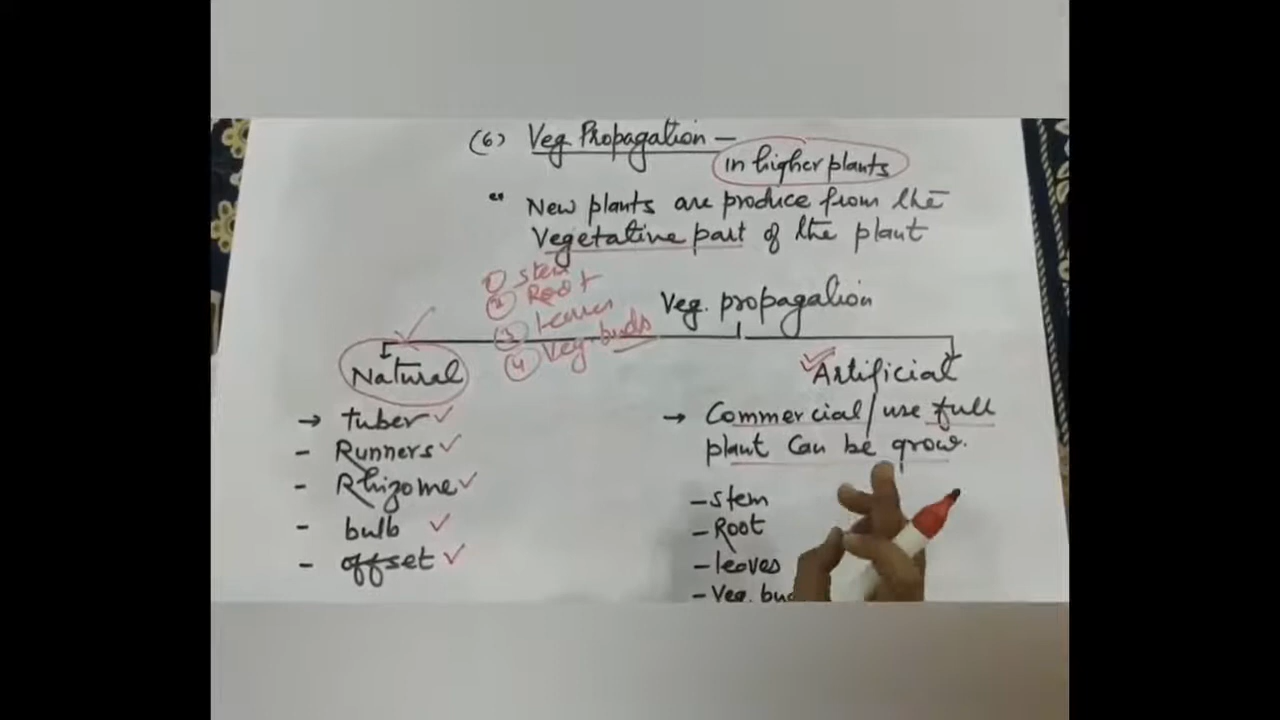 (6) Veg Propagation —
in higher plants
" New plants are produce from the
Vegetative part of the plant
① stem
② Root
③ leaves
④ Veg. buds
Veg. propagation
Natural
→ tuber ✓
- Runners ✓
- Rhizome ✓
- bulb ✓
- offset ✓
Artificial
→ Commercial / use full
plant Can be grow.
- stem
- Root
- leaves
- Veg.